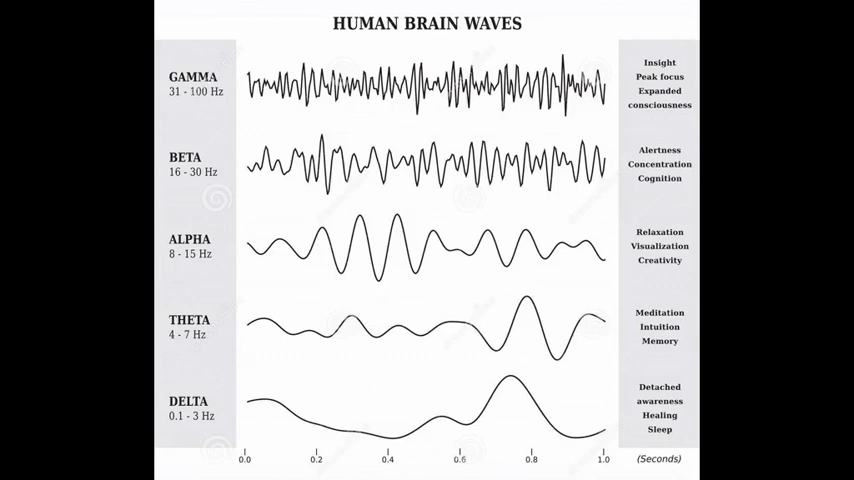 HUMAN BRAIN WAVES
GAMMA
31 - 100 Hz
Insight
Peak focus
Expanded
consciousness
BETA
16 - 30 Hz
Alertness
Concentration
Cognition
ALPHA
8 - 15 Hz
Relaxation
Visualization
Creativity
THETA
4 - 7 Hz
Meditation
Intuition
Memory
DELTA
0.1 - 3 Hz
Detached
awareness
Healing
Sleep
0.0 0.2 0.4 0.6 0.8 1.0 (Seconds)